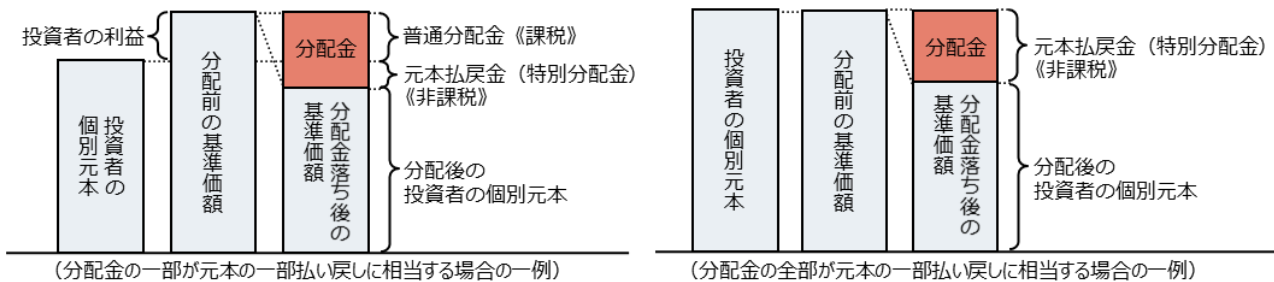 投資者の利益
投資者の
個別元本
分配前の基準価額
分配金
分配金落ち後の
基準価額
普通分配金《課税》
元本払戻金（特別分配金）
《非課税》
分配後の
投資者の個別元本
（分配金の一部が元本の一部払い戻しに相当する場合の一例）
投資者の個別元本
分配前の基準価額
分配金
分配金落ち後の
基準価額
元本払戻金（特別分配金）
《非課税》
分配後の
投資者の個別元本
（分配金の全部が元本の一部払い戻しに相当する場合の一例）